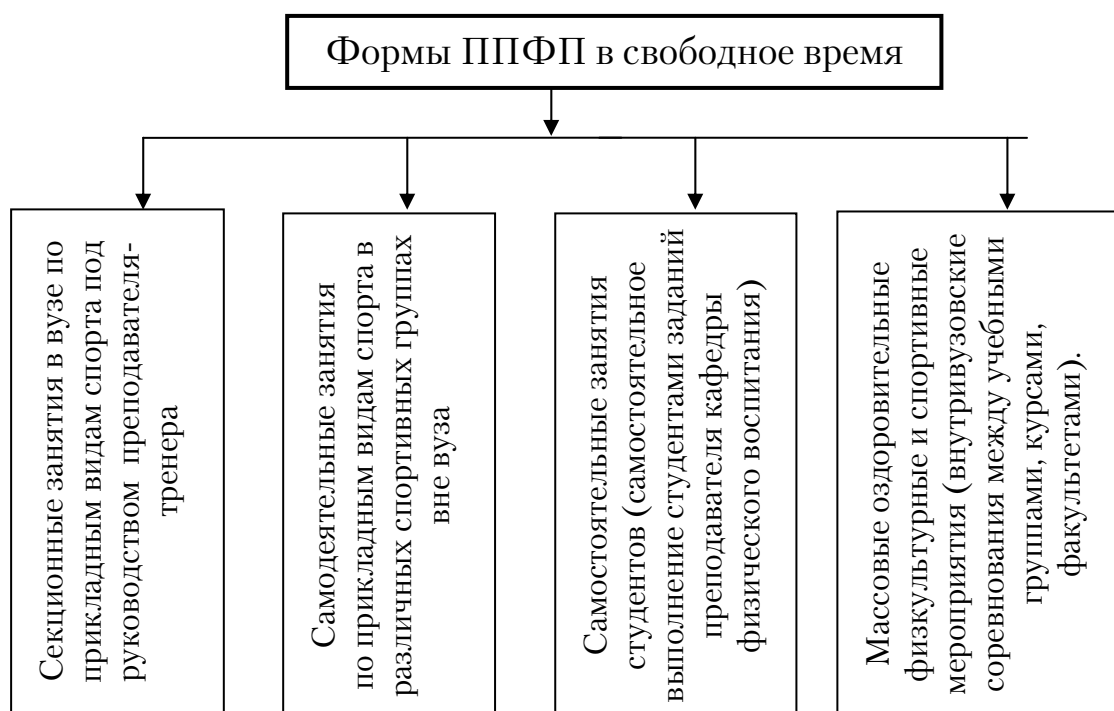 Формы ППФП в свободное время
Секционные занятия в вузе по
прикладным видам спорта под
руководством преподавателя-
тренера
Самодеятельные занятия
по прикладным видам спорта в
различных спортивных группах
вне вуза
Самостоятельные занятия
студентов (самостоятельное
выполнение студентами заданий
преподавателя кафедры
физического воспитания)
Массовые оздоровительные
физкультурные и спортивные
мероприятия (внутривузовские
соревнования между учебными
группами, курсами,
факультетами).